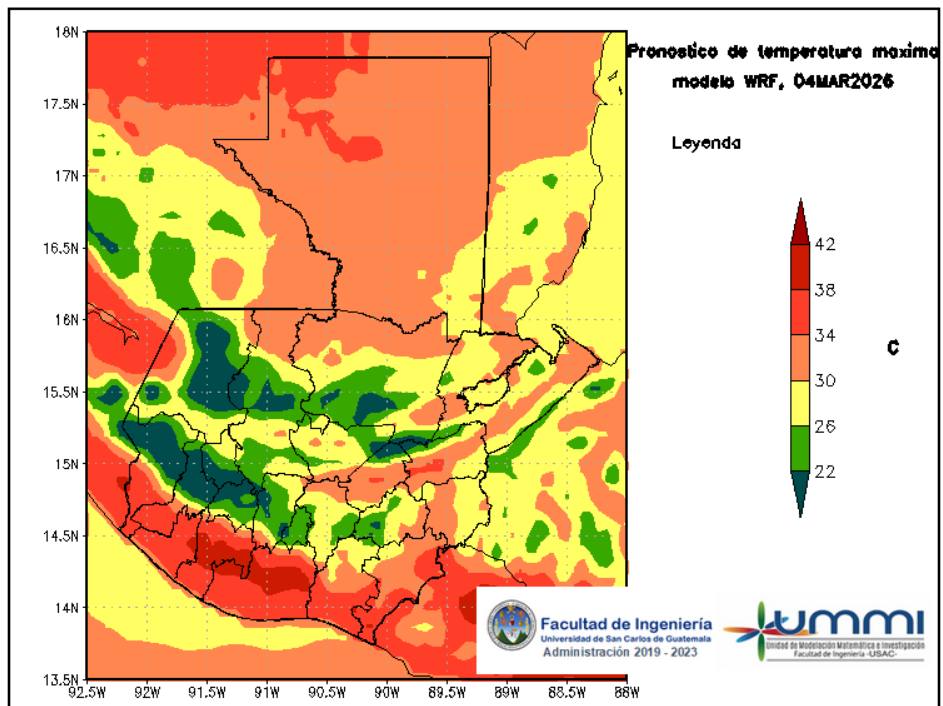 Pronostico de temperatura maxima
modelo WRF, 04MAR2026
Leyenda
18N
17.5N
17N
16.5N
16N
15.5N
15N
14.5N
14N
13.5N
92.5W 92W 91.5W 91W 90.5W 90W 89.5W 89W 88.5W 88W
42
38
34
30
26
22
C
Facultad de Ingeniería
Universidad de San Carlos de Guatemala
Administración 2019 - 2023
UMMI
Unidad de Modelación Matemática e Investigación
Facultad de Ingeniería -USAC-